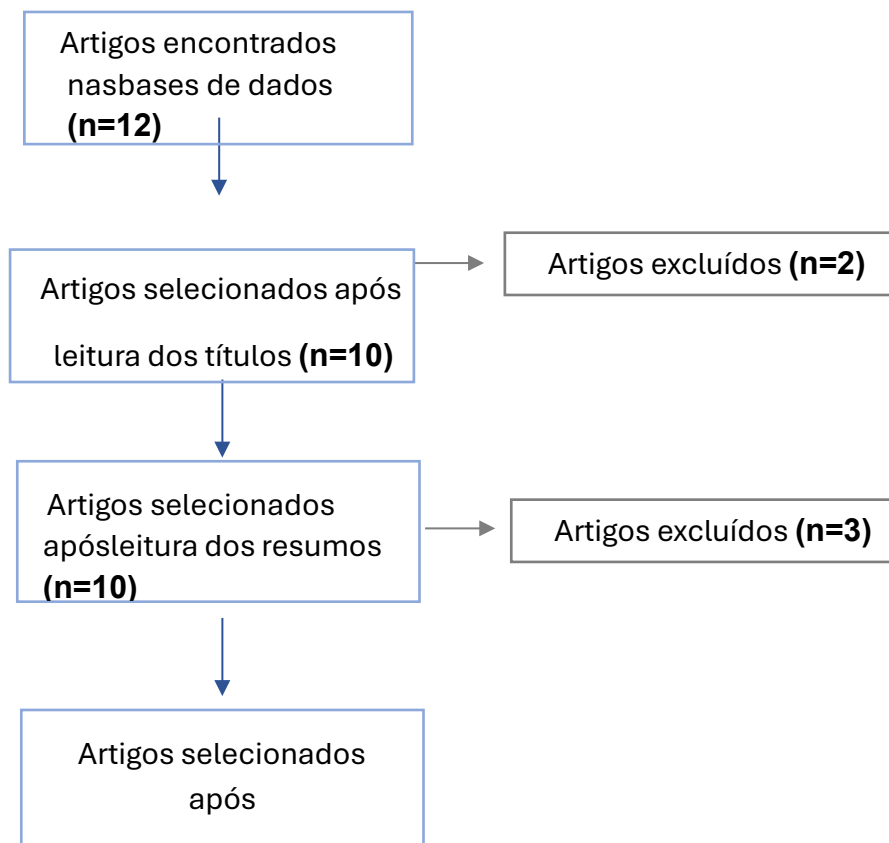 Artigos encontrados
nasbases de dados
(n=12)
Artigos selecionados após
leitura dos títulos (n=10)
Artigos excluídos (n=2)
Artigos selecionados
apósleitura dos resumos
(n=10)
Artigos excluídos (n=3)
Artigos selecionados
após